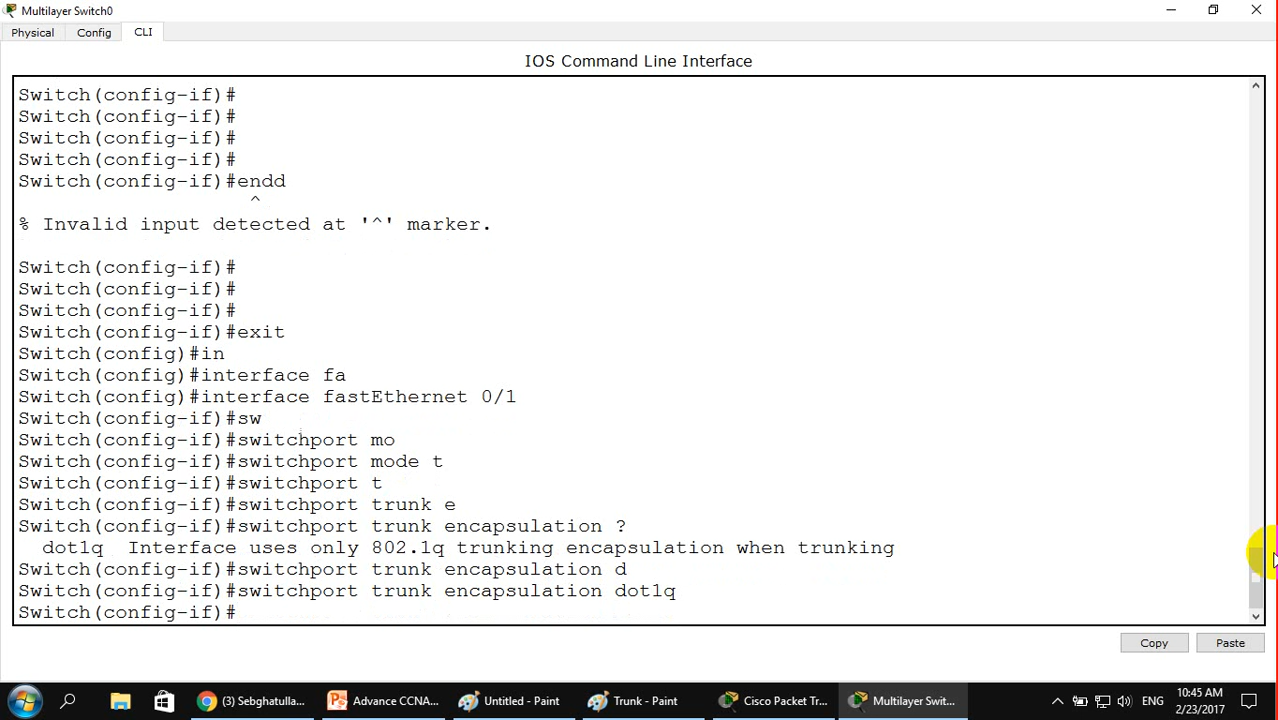 Multilayer Switch0
Physical
Config
CLI
IOS Command Line Interface
Switch(config-if)#
Switch(config-if)#
Switch(config-if)#
Switch(config-if)#
Switch(config-if)#endd
^
% Invalid input detected at '^' marker.
Switch(config-if)#
Switch(config-if)#
Switch(config-if)#
Switch(config-if)#exit
Switch(config)#in
Switch(config)#interface fa
Switch(config)#interface fastEthernet 0/1
Switch(config-if)#sw
Switch(config-if)#switchport mo
Switch(config-if)#switchport mode t
Switch(config-if)#switchport t
Switch(config-if)#switchport trunk e
Switch(config-if)#switchport trunk encapsulation ?
dot1q Interface uses only 802.1q trunking encapsulation when trunking
Switch(config-if)#switchport trunk encapsulation d
Switch(config-if)#switchport trunk encapsulation dot1q
Switch(config-if)#
Copy
Paste
(3) Sebghatulla...
Advance CCNA...
Untitled - Paint
Trunk - Paint
Cisco Packet Tr...
Multilayer Swit...
ENG
10:45 AM
2/23/2017